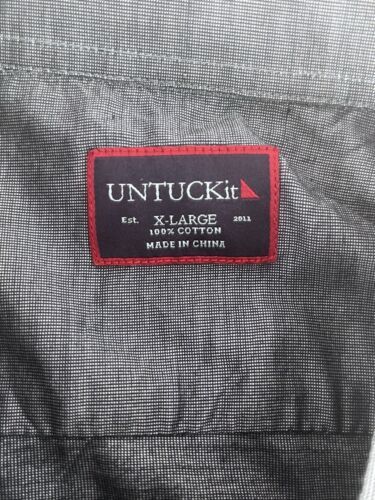 UNTUCKit
Est. X-LARGE 2011
100% COTTON
MADE IN CHINA